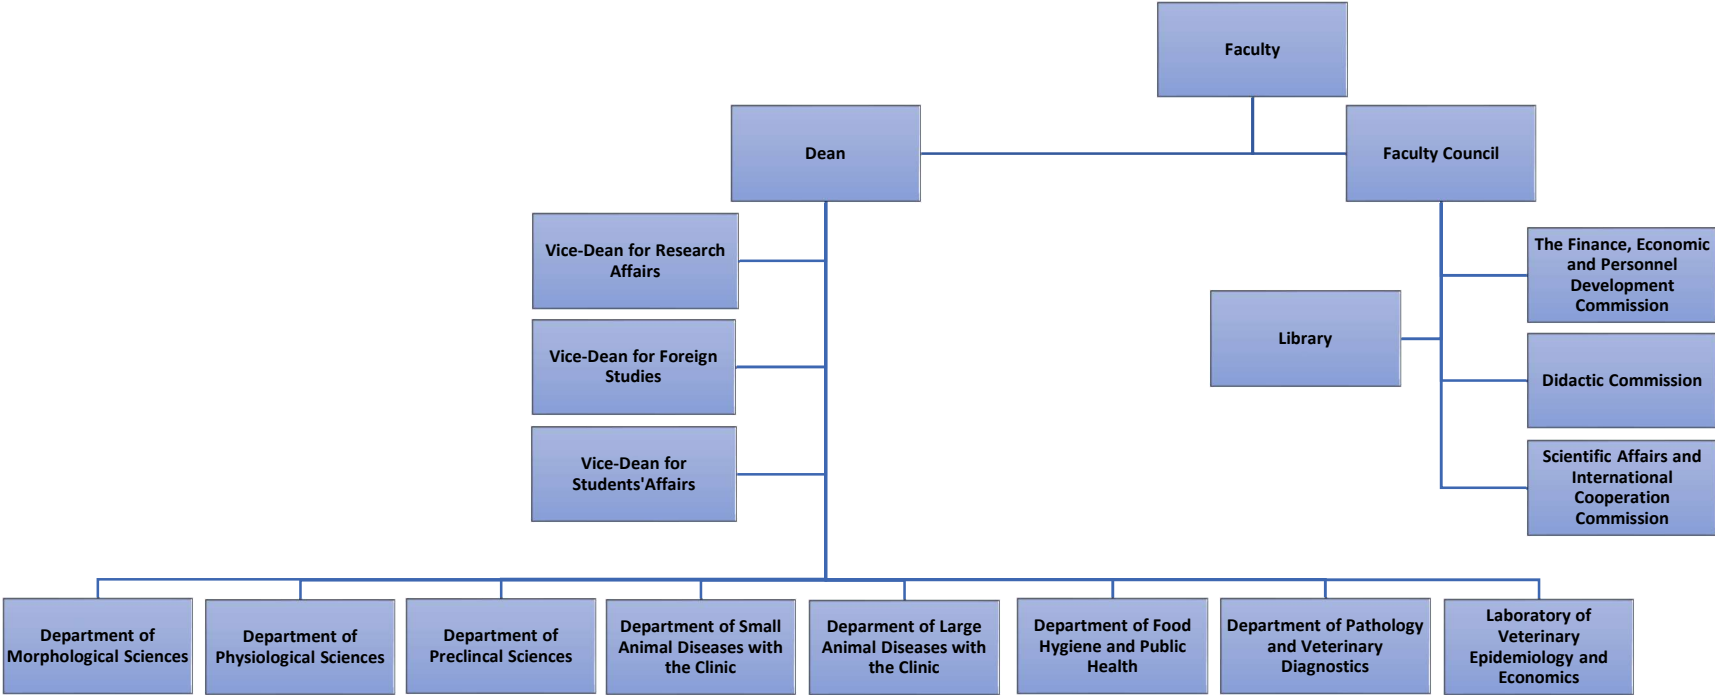 Faculty
Dean
Faculty Council
Vice-Dean for Research
Affairs
Vice-Dean for Foreign
Studies
Vice-Dean for
Students'Affairs
Library
The Finance, Economic
and Personnel
Development
Commission
Didactic Commission
Scientific Affairs and
International
Cooperation
Commission
Department of
Morphological Sciences
Department of
Physiological Sciences
Department of
Preclincal Sciences
Department of Small
Animal Diseases with
the Clinic
Deparment of Large
Animal Diseases with
the Clinic
Department of Food
Hygiene and Public
Health
Department of Pathology
and Veterinary
Diagnostics
Laboratory of
Veterinary
Epidemiology and
Economics